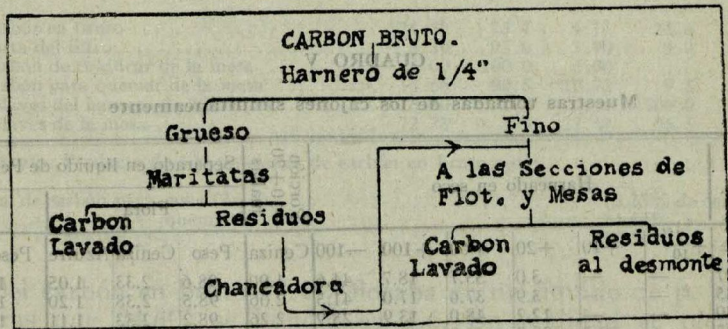 CARBON BRUTO.
Harnero de 1/4"
Grueso
Fino
Maritatas
A las Secciones de
Flot. y Mesas
Carbon
Lavado
Residuos
Carbon
Lavado
Residuos
al desmonte
Chancadora